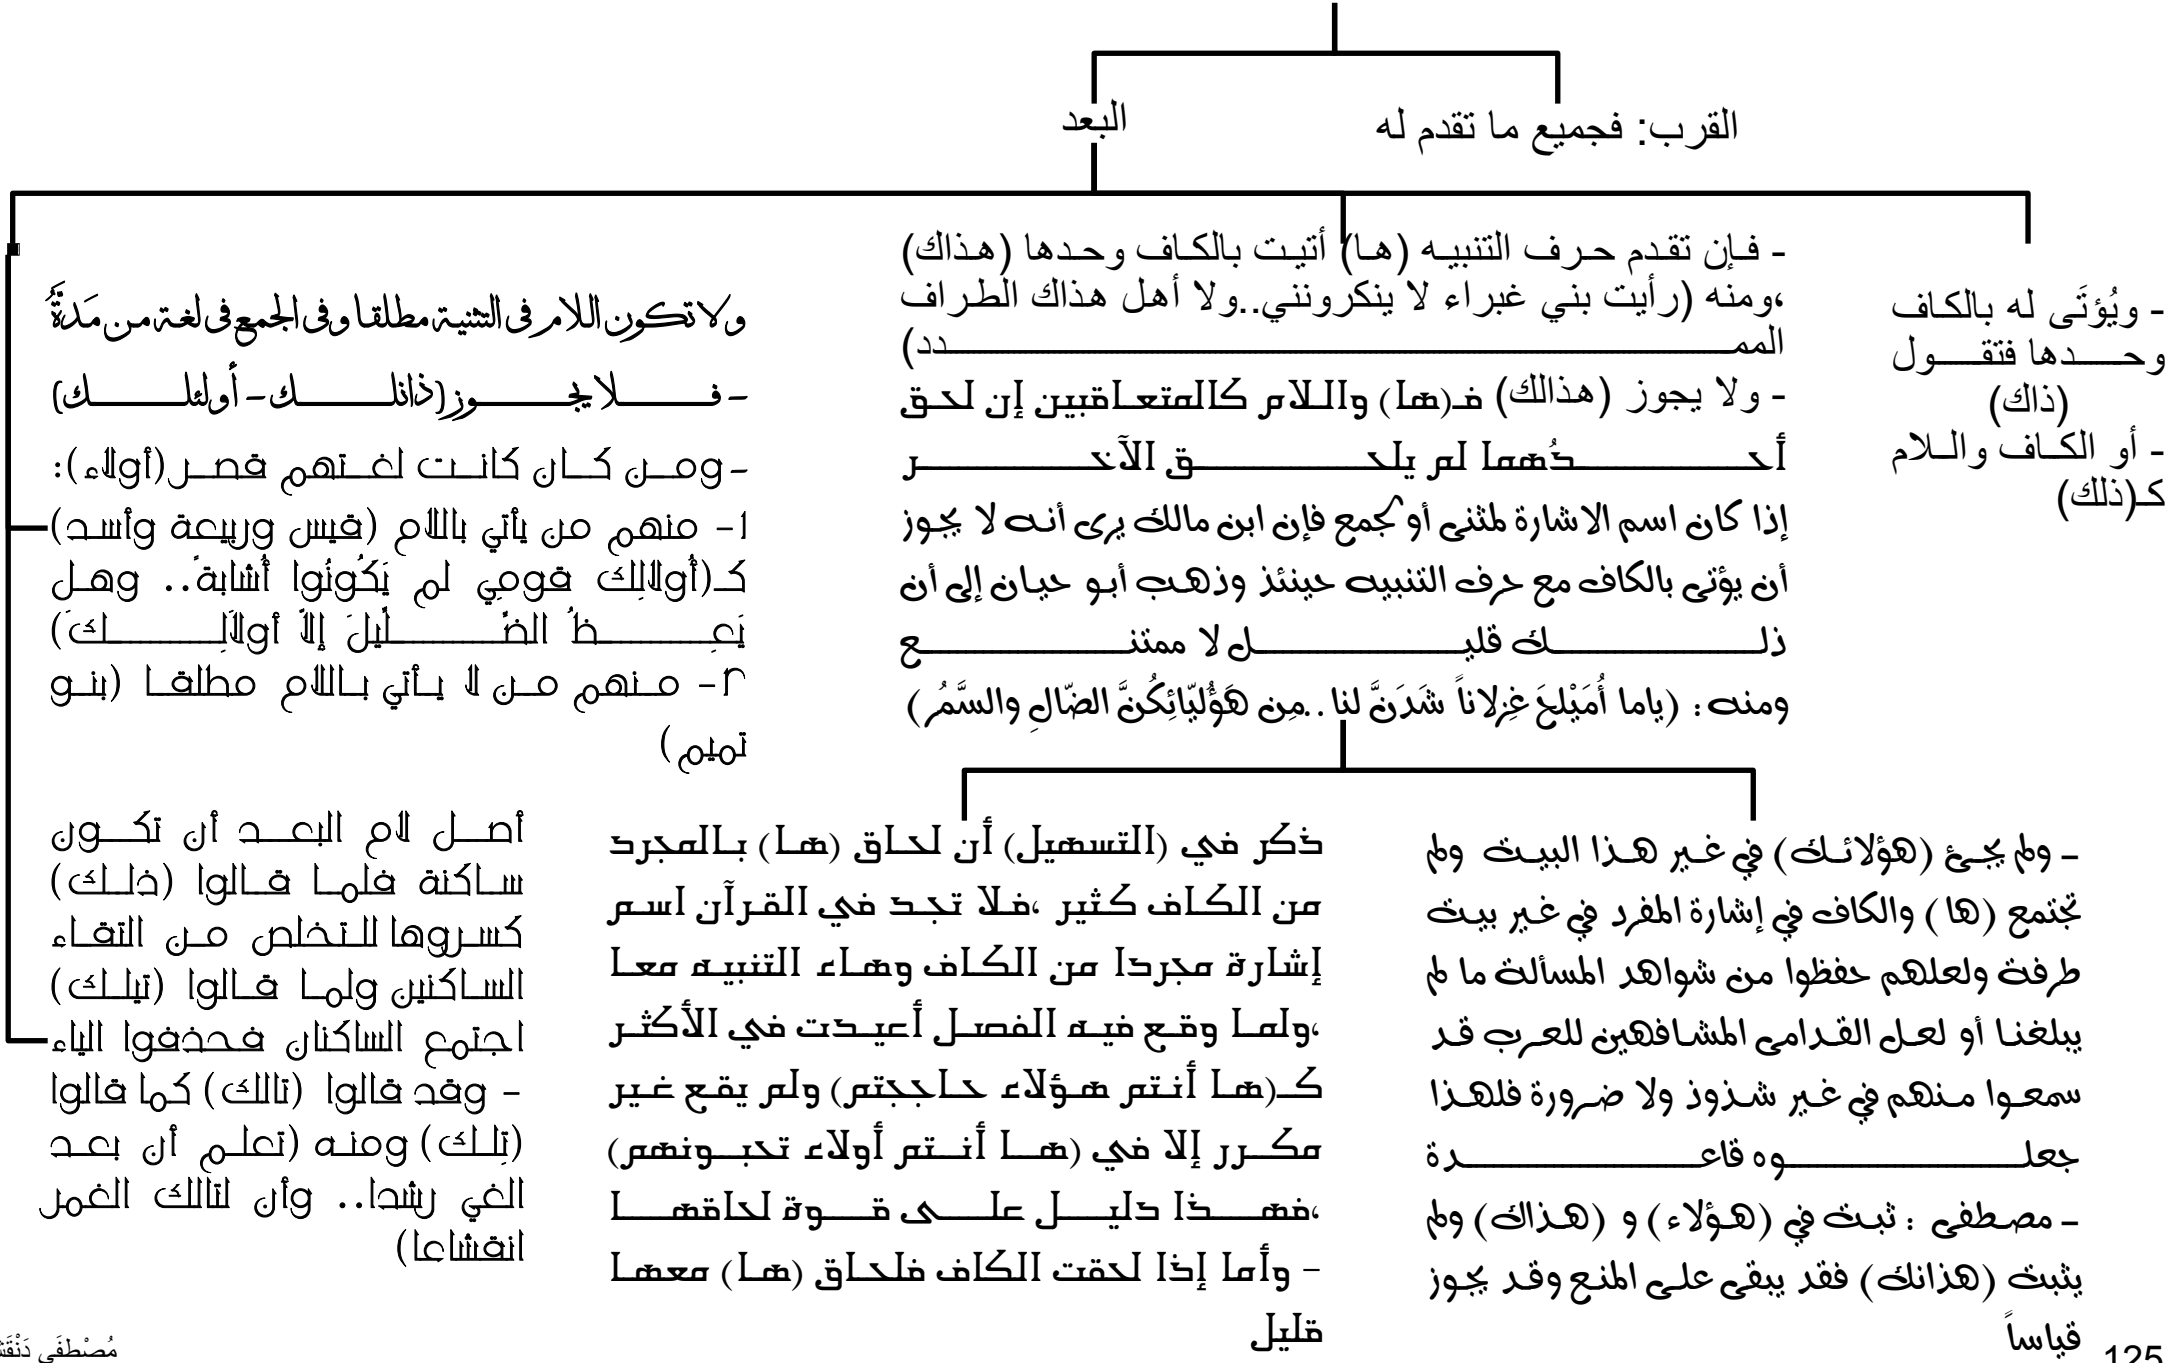 القرب: فجميع ما تقدم له
البعد
- ويُؤتَى له بالكاف
وحدها فتقول
(ذاك)
- أو الكاف واللام
كـ(ذلك)
- فإن تقدم حرف التنبيه (ها) أتيت بالكاف وحدها (هذاك)
،ومنه (رأيت بني غبراء لا ينكرونني..ولا أهل هذاك الطراف
الممدد)
- ولا يجوز (هذالك) فـ(ها) واللام كالمتعاقبين إن لحق
أحدُهما لم يلحق الآخر
إذا كان اسم الاشارة لمثنى أو لجمع فإن ابن مالك يرى أنه لا يجوز
أن يؤتى بالكاف مع حرف التنبيه حينئذ وذهب أبو حيان إلى أن
ذلك قليل لا ممتنع
ومنه : (ياما أُمَيْلحَ غِزلاناً شَدَنَّ لنا ..مِن هَؤُليّائِكُنَّ الضّالِ والسَّمُرِ)
ولا تكون اللام فى التثنية مطلقا وفى الجمع فى لغة من مَدَّهُ
- فلا يجوز (ذانلك - أولئلك)
- ومن كان كانت لغتهم قصر (أولاء):
1- منهم من يأتي باللام (قيس وربيعة وأسد)
كـ(أُولالِك قومي لم يَكُونُوا أُشابةً.. وهل
يَعِظُ الضِّلِّيلَ إلاّ أولالِكَ)
2- منهم من لا يأتي باللام مطلقا (بنو
تميم)
- ولم يجئ (هؤلائك) في غير هذا البيت ولم
تجتمع (ها) والكاف في إشارة المفرد في غير بيت
طرفة ولعلهم حفظوا من شواهد المسألة ما لم
يبلغنا أو لعل القدامى المشافهين للعرب قد
سمعوا منهم في غير شذوذ ولا ضرورة فلهذا
جعلوه قاعدة
- مصطفى : ثبت في (هؤلاء) و (هذاك) ولم
يثبت (هذانك) فقد يبقى على المنع وقد يجوز
قياساً
ذكر في (التسهيل) أن لحاق (ها) بالمجرد
من الكاف كثير ،فلا تجد في القرآن اسم
إشارة مجردا من الكاف وهاء التنبيه معا
،ولما وقع فيه الفصل أعيدت في الأكثر
كـ(ها أنتم هؤلاء حاججتم) ولم يقع غير
مكرر إلا في (ها أنتم أولاء تحبونهم)
،فهذا دليل على قوة لحاقها
- وأما إذا لحقت الكاف فلحاق (ها) معها
قليل
أصل لام البعد أن تكون
ساكنة فلما قالوا (ذلك)
كسروها للتخلص من التقاء
الساكنين ولما قالوا (تيلك)
اجتمع الساكنان فحذفوا الياء
- وقد قالوا (تالك) كما قالوا
(تِلك) ومنه (تعلم أن بعد
الغي رشدا.. وأن لتالك الغمر
انقشاعا)
125
مُصْطفَى